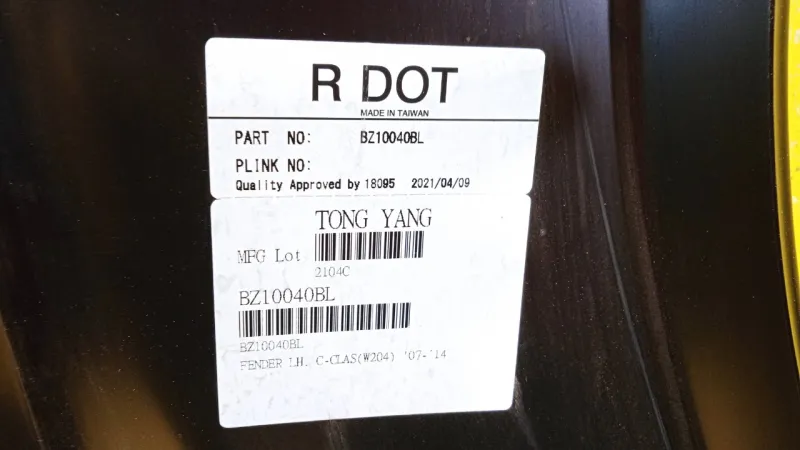 R DOT
MADE IN TAIWAN
PART NO: BZ10040BL
PLINK NO:
Quality Approved by 18095 2021/04/09
TONG YANG
MFG Lot
2104C
BZ10040BL
BZ10040BL
FENDER LH. C-CLAS(W204) '07-'14